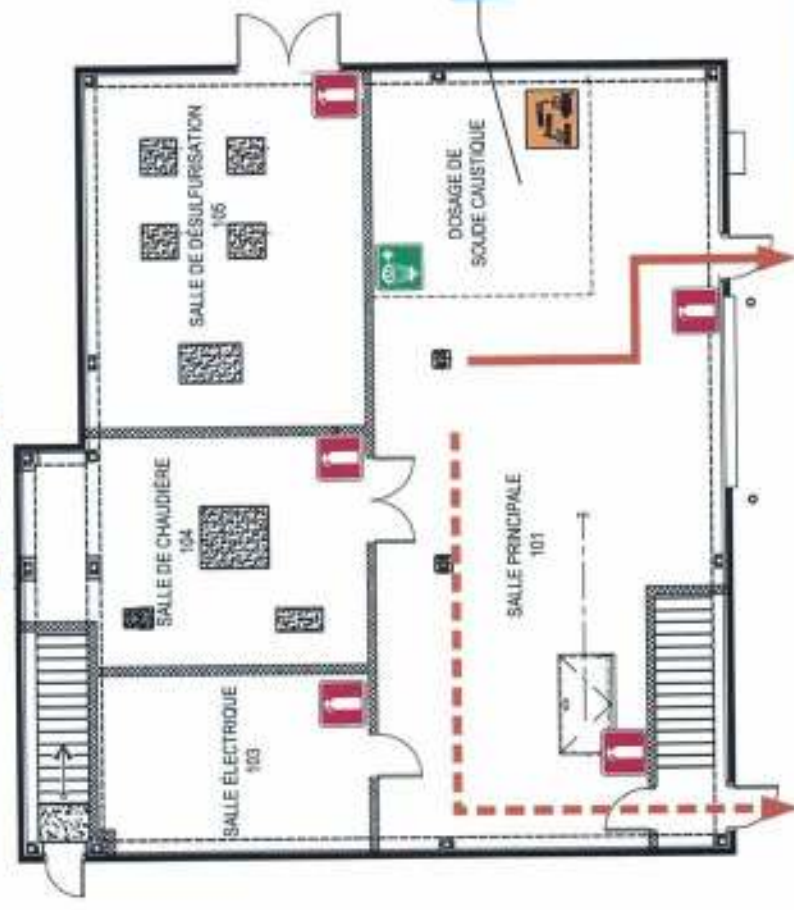 SALLE DE DÉSULFURISATION
105
DOSAGE DE
SOUDE CAUSTIQUE
SALLE DE CHAUDIÈRE
104
SALLE PRINCIPALE
101
SALLE ÉLECTRIQUE
103